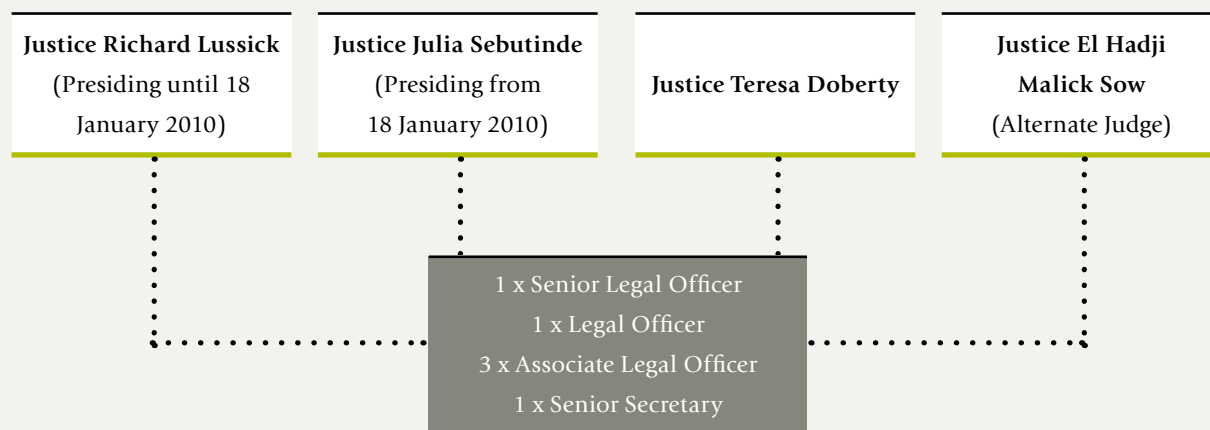 Justice Richard Lussick
(Presiding until 18
January 2010)
Justice Julia Sebutinde
(Presiding from
18 January 2010)
Justice Teresa Doberty
Justice El Hadji
Malick Sow
(Alternate Judge)
1 x Senior Legal Officer
1 x Legal Officer
3 x Associate Legal Officer
1 x Senior Secretary